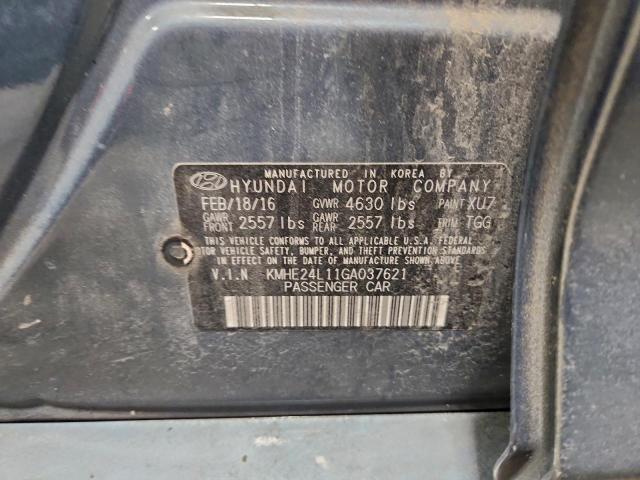 MANUFACTURED IN KOREA BY
HYUNDAI MOTOR COMPANY
FEB/18/16 GVWR 4630 lbs PAINT XU7
GAWR FRONT 2557 lbs GAWR REAR 2557 lbs TRIM TGG
THIS VEHICLE CONFORMS TO ALL APPLICABLE U.S.A. FEDERAL
MOTOR VEHICLE SAFETY, BUMPER, AND THEFT PREVENTION STANDARDS
IN EFFECT ON THE DATE OF MANUFACTURE SHOWN ABOVE.
V.I.N KMHE24L11GA037621
PASSENGER CAR